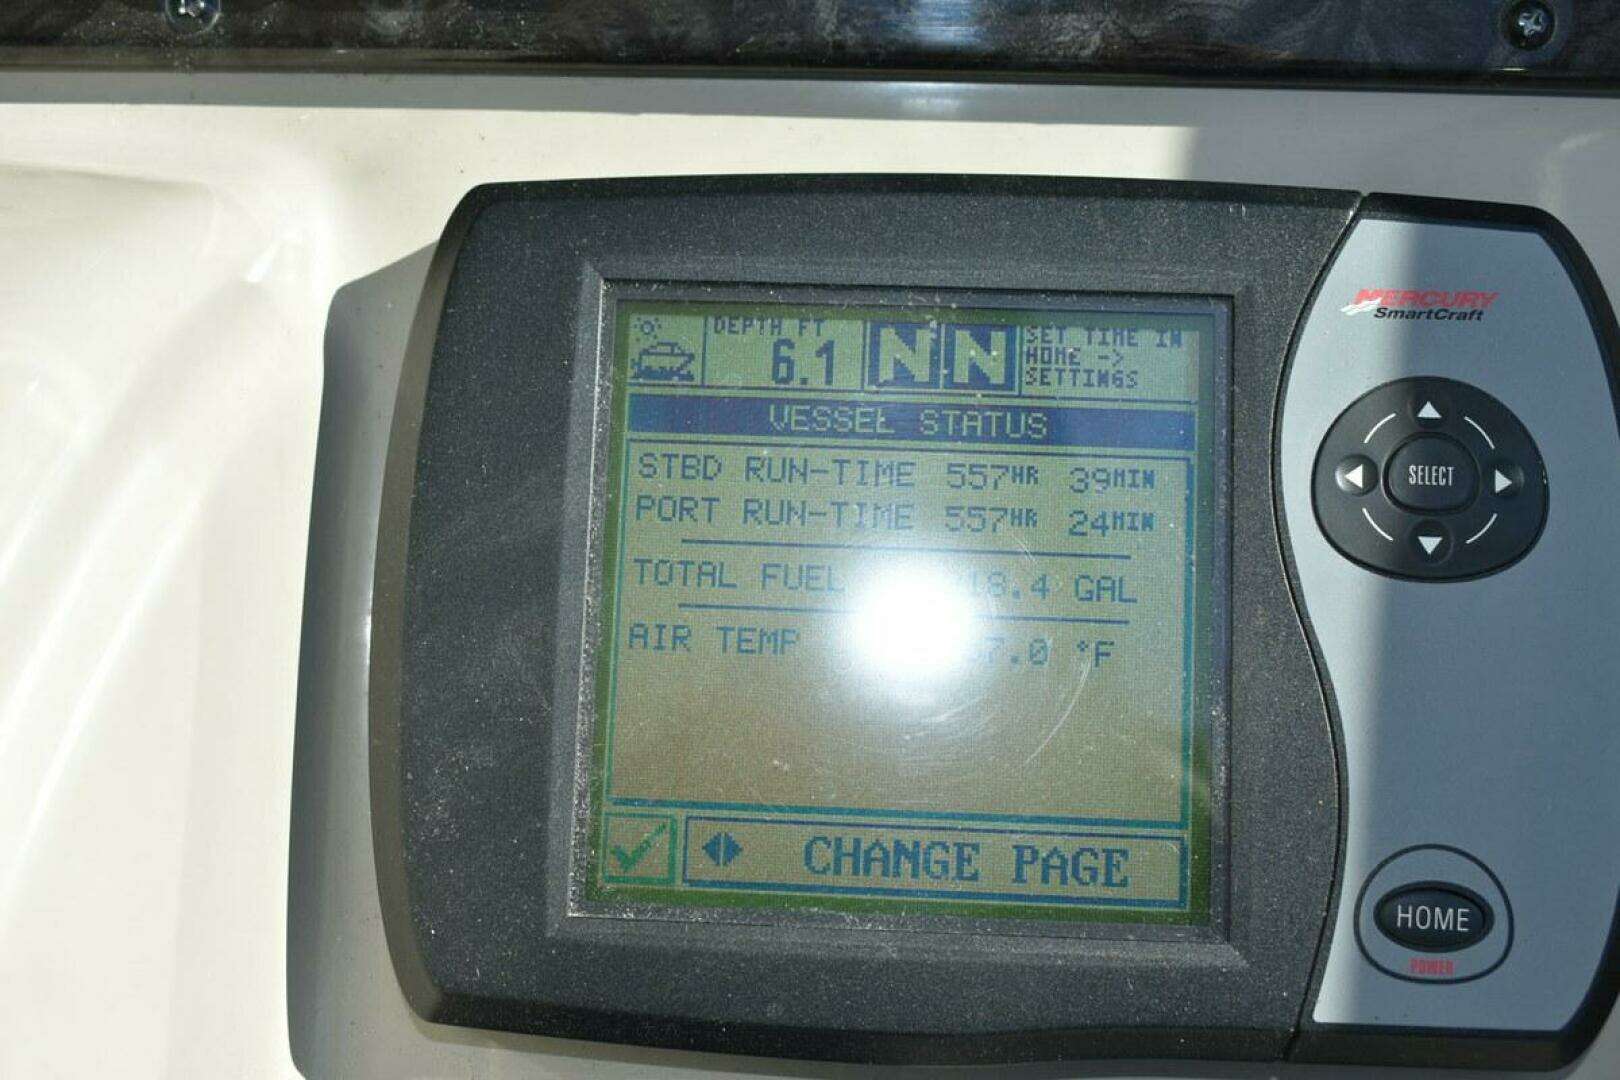 MERCURY
SmartCraft
DEPTH FT
6.1
N N
SET TIME IN
HOME ->
SETTINGS
VESSEL STATUS
STBD RUN-TIME 557HR 39MIN
PORT RUN-TIME 557HR 24MIN
TOTAL FUEL GAL
AIR TEMP °F
CHANGE PAGE
SELECT
HOME
POWER